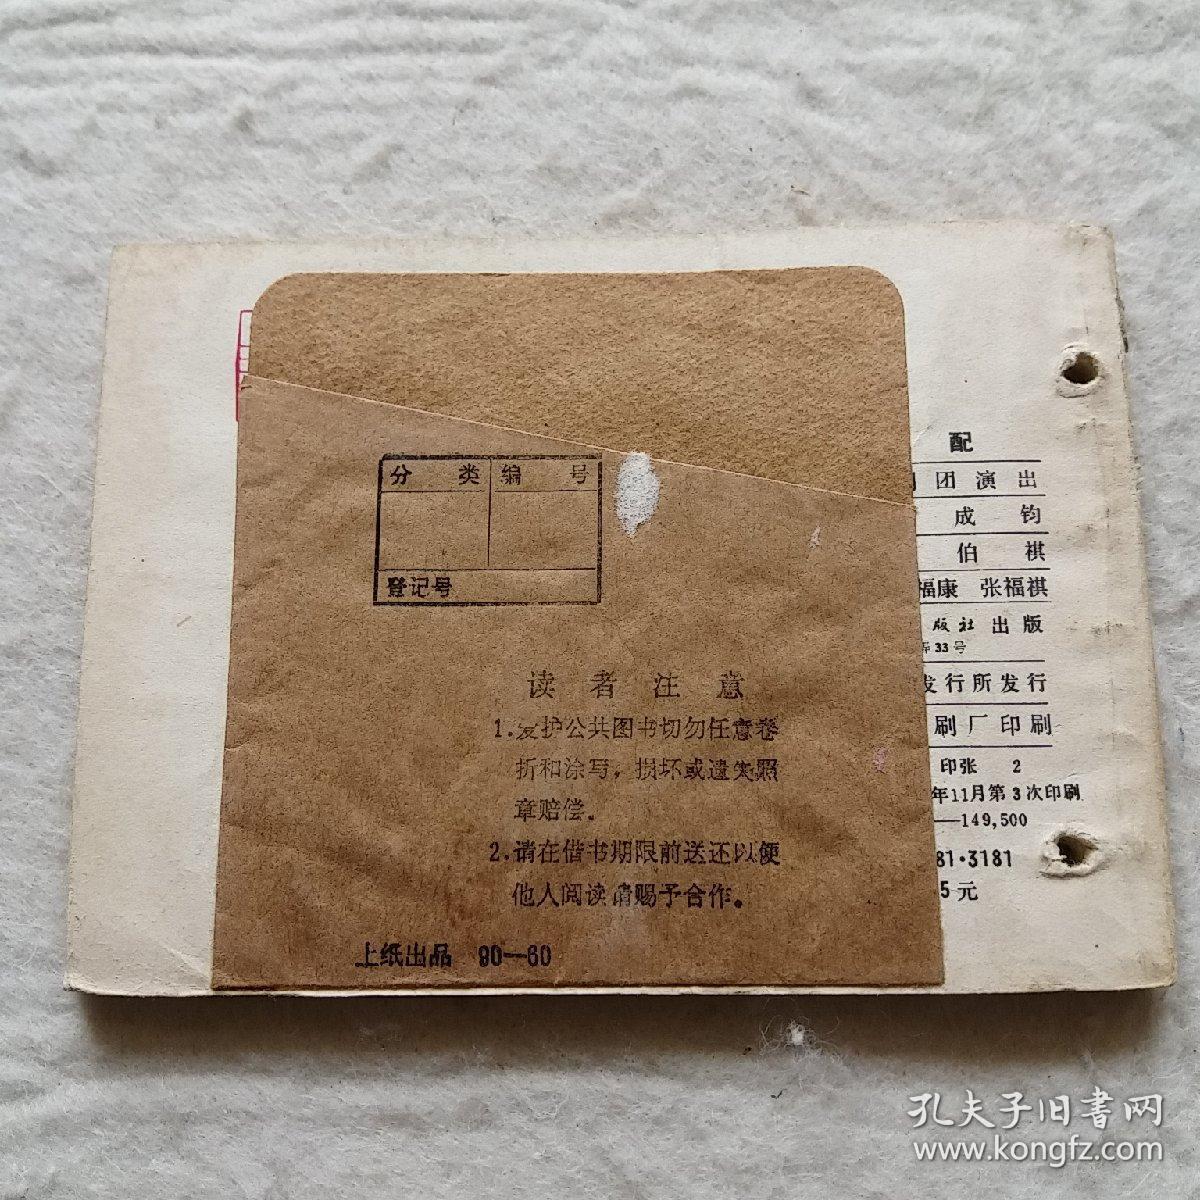 分类 编号
登记号
读者注意
1.爱护公共图书切勿任意卷
折和涂写，损坏或遗失照
章赔偿。
2.请在借书期限前送还以便
他人阅读请赐予合作。
上纸出品 90—60
配
团演出
成钧
伯祺
福康 张福祺
版社出版
弄33号
发行所发行
刷厂印刷
印张 2
年11月第3次印刷
—149,500
81·3181
5元
孔夫子旧書网
www.kongfz.com